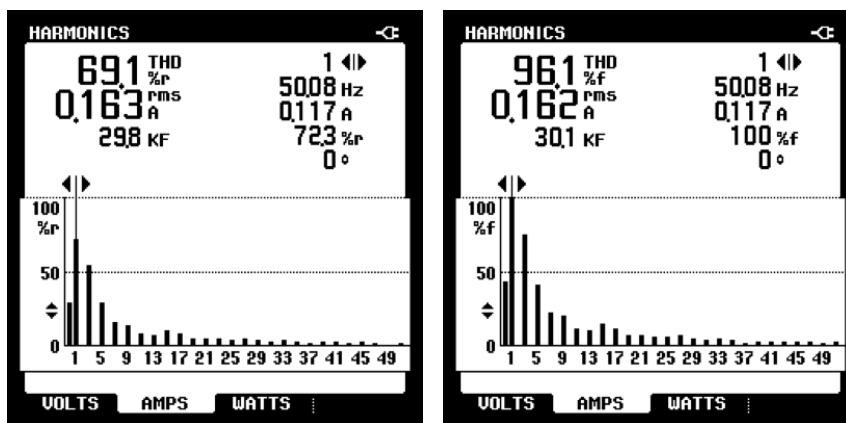 HARMONICS
69.1 THD %r
0.163 rms A
29.8 KF
1
50.08 Hz
0.117 A
72.3 %r
0 °
100
%r
50
0
1 5 9 13 17 21 25 29 33 37 41 45 49
VOLTS AMPS WATTS
HARMONICS
96.1 THD %f
0.162 rms A
30.1 KF
1
50.08 Hz
0.117 A
100 %f
0 °
100
%f
50
0
1 5 9 13 17 21 25 29 33 37 41 45 49
VOLTS AMPS WATTS